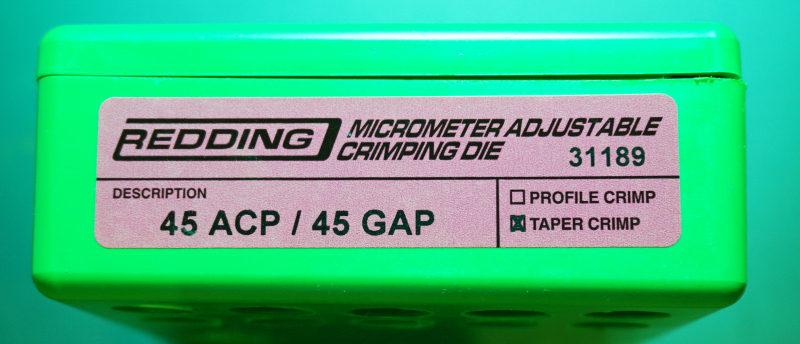 REDDING
MICROMETER ADJUSTABLE
CRIMPING DIE
31189
DESCRIPTION
45 ACP / 45 GAP
PROFILE CRIMP
TAPER CRIMP